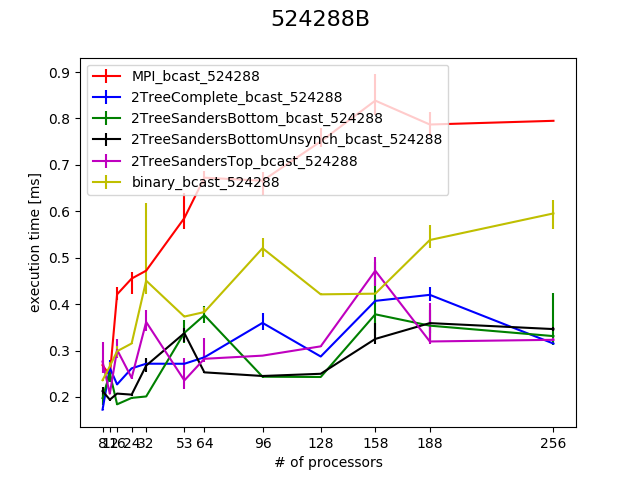 524288B
MPI_bcast_524288
2TreeComplete_bcast_524288
2TreeSandersBottom_bcast_524288
2TreeSandersBottomUnsynch_bcast_524288
2TreeSandersTop_bcast_524288
binary_bcast_524288
execution time [ms]
0.9
0.8
0.7
0.6
0.5
0.4
0.3
0.2
8 12 16 24 32 53 64 96 128 158 188 256
# of processors